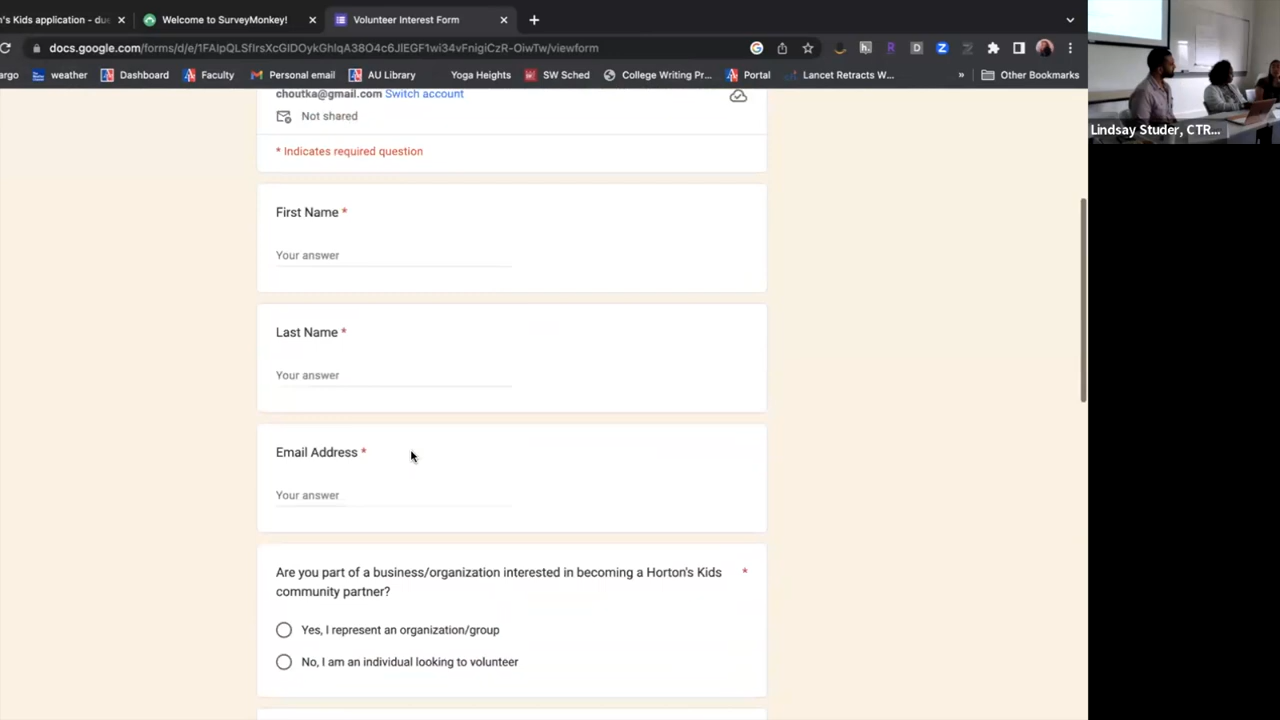 n's Kids application - due
Welcome to SurveyMonkey!
Volunteer Interest Form
docs.google.com/forms/d/e/1FAIpQLSfIrsXcGIDOykGhlqA38O4c6JlEGF1wi34vFnigiCzR-OiwTw/viewform
argo weather Dashboard Faculty Personal email AU Library Yoga Heights SW Sched College Writing Pr... Portal Lancet Retracts W... » Other Bookmarks
choutka@gmail.com Switch account
Not shared
* Indicates required question
First Name *
Your answer
Last Name *
Your answer
Email Address *
Your answer
Are you part of a business/organization interested in becoming a Horton's Kids *
community partner?
Yes, I represent an organization/group
No, I am an individual looking to volunteer
Lindsay Studer, CTR...